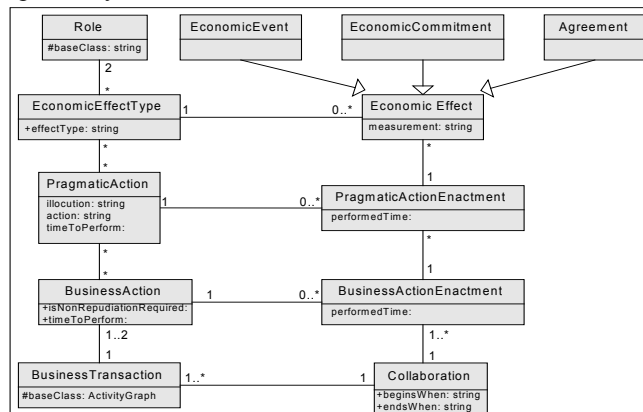 Role
#baseClass: string
EconomicEvent
EconomicCommitment
Agreement
2
*
EconomicEffectType
+effectType: string
1
0..*
Economic Effect
measurement: string
*
*
*
1
PragmaticAction
illocution: string
action: string
timeToPerform:
1
0..*
PragmaticActionEnactment
performedTime:
*
*
*
1
BusinessAction
+isNonRepudiationRequired:
+timeToPerform:
1
0..*
BusinessActionEnactment
performedTime:
1..2
1
1..*
1
BusinessTransaction
#baseClass: ActivityGraph
1..*
1
Collaboration
+beginsWhen: string
+endsWhen: string